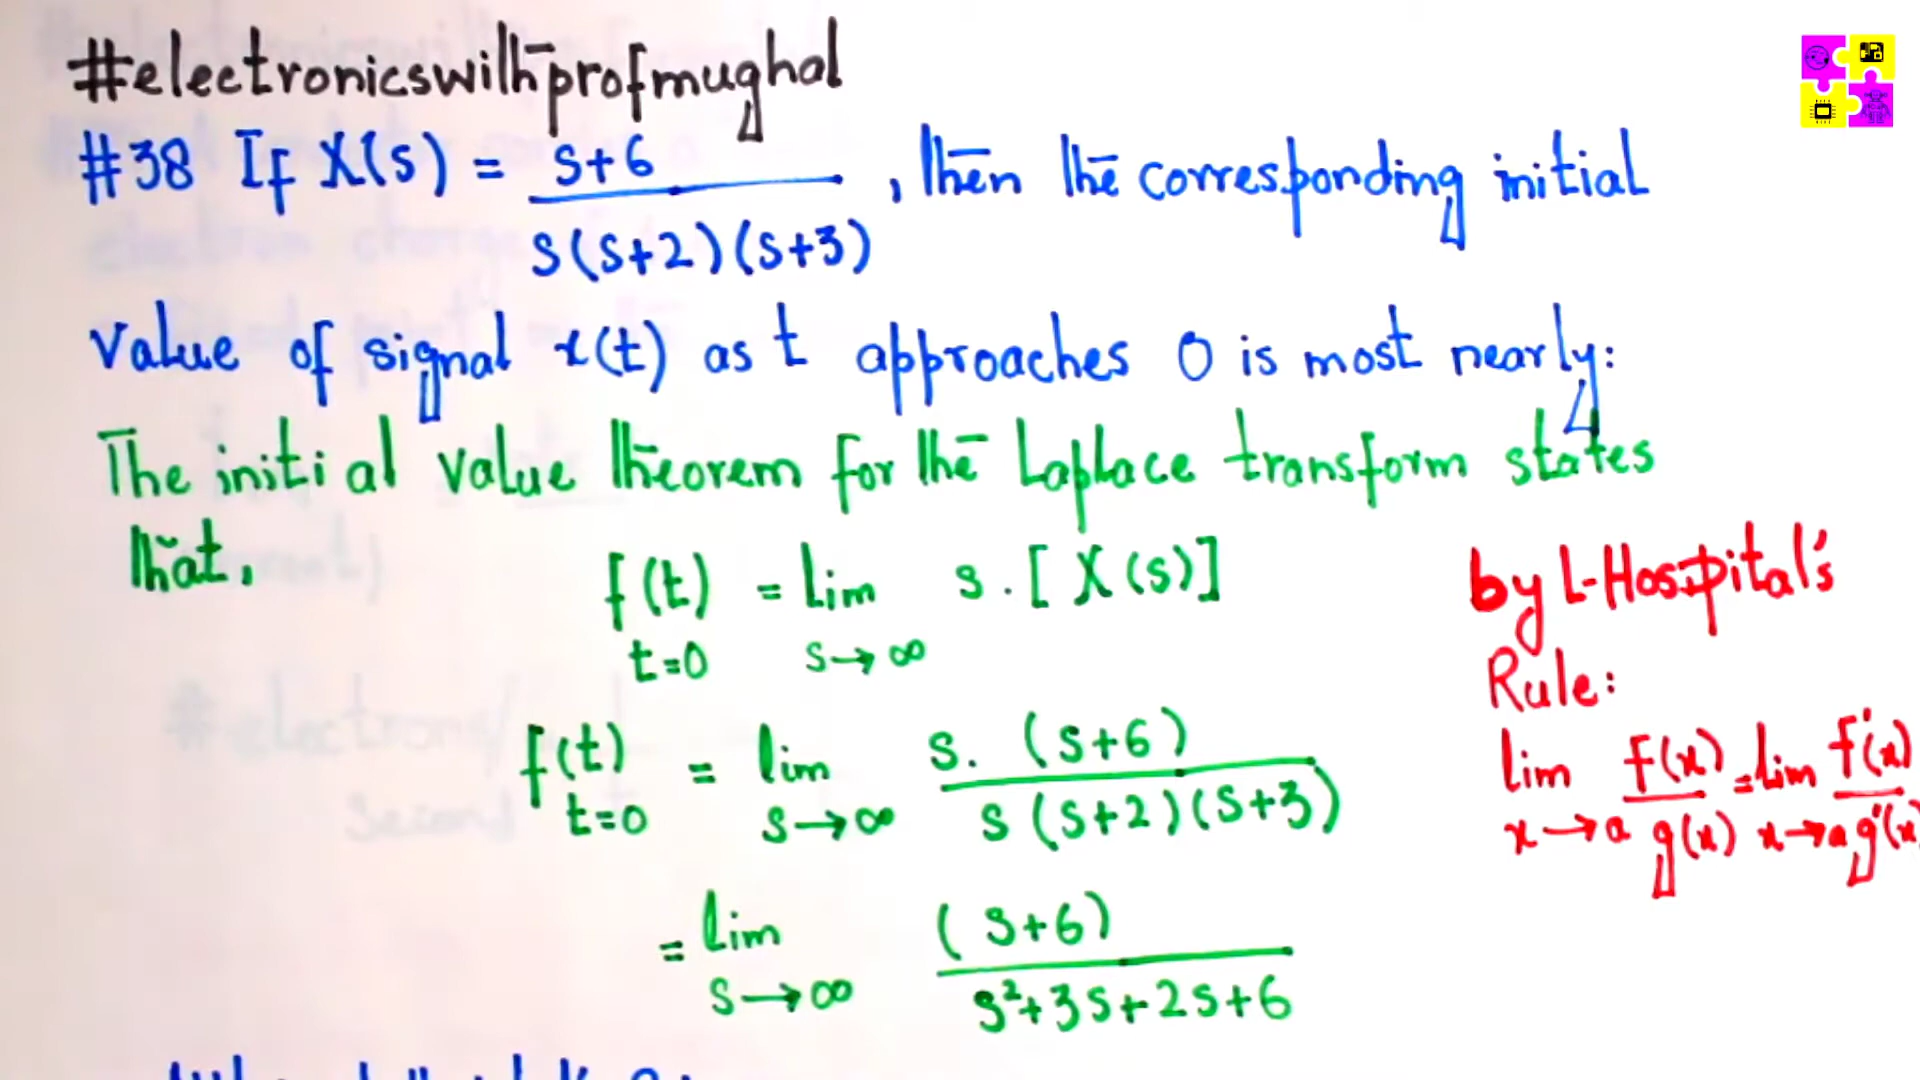 #electronicswithprofmughal
#38 If X(s) = s+6 / s(s+2)(s+3) , then the corresponding initial
value of signal x(t) as t approaches 0 is most nearly:
The initial value theorem for the Laplace transform states
that,
f(t) t=0 = lim s→∞ s.[X(s)]
by L-Hospital's
Rule:
lim x→a f(x)/g(x) = lim x→a f'(x)/g'(x)
f(t) t=0 = lim s→∞ s.(s+6) / s(s+2)(s+3)
= lim s→∞ (s+6) / s²+3s+2s+6